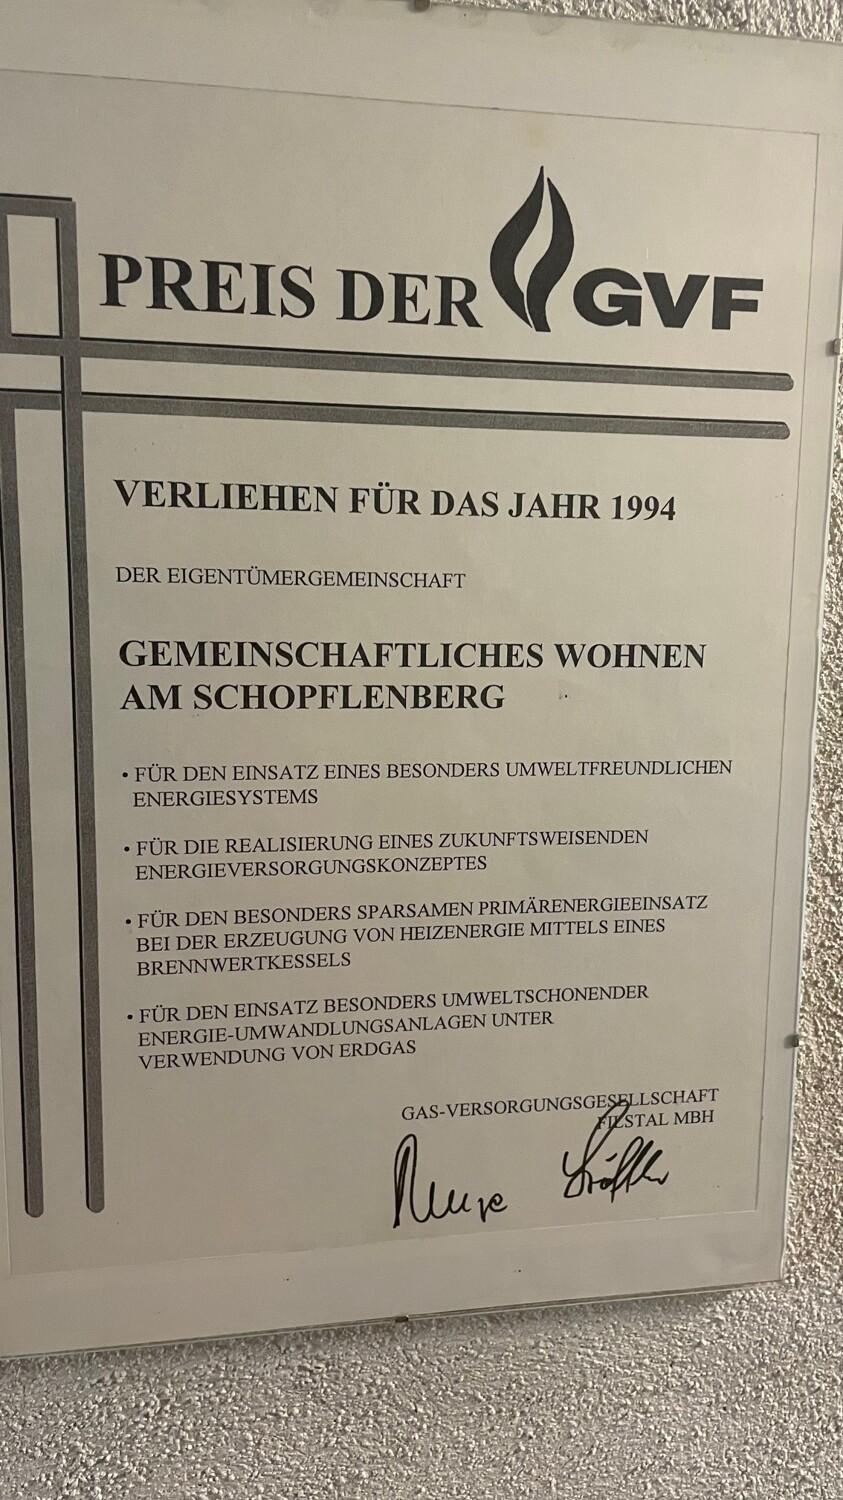 PREIS DER GVF
VERLIEHEN FÜR DAS JAHR 1994
DER EIGENTÜMERGEMEINSCHAFT
GEMEINSCHAFTLICHES WOHNEN
AM SCHOPFLENBERG
• FÜR DEN EINSATZ EINES BESONDERS UMWELTFREUNDLICHEN
ENERGIESYSTEMS
• FÜR DIE REALISIERUNG EINES ZUKUNFTSWEISENDEN
ENERGIEVERSORGUNGSKONZEPTES
• FÜR DEN BESONDERS SPARSAMEN PRIMÄRENERGIEEINSATZ
BEI DER ERZEUGUNG VON HEIZENERGIE MITTELS EINES
BRENNWERTKESSELS
• FÜR DEN EINSATZ BESONDERS UMWELTSCHONENDER
ENERGIE-UMWANDLUNGSANLAGEN UNTER
VERWENDUNG VON ERDGAS
GAS-VERSORGUNGSGESELLSCHAFT
FILSTAL MBH